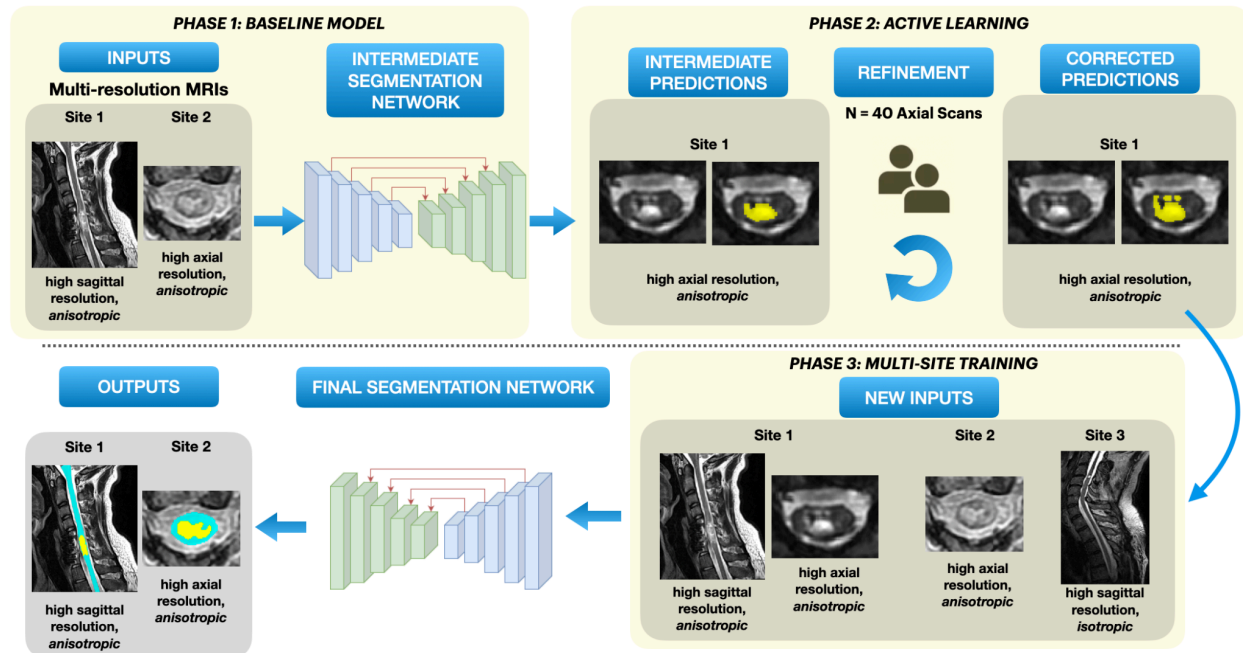 PHASE 1: BASELINE MODEL
INPUTS
Multi-resolution MRIs
Site 1
Site 2
high sagittal
resolution,
anisotropic
high axial
resolution,
anisotropic
INTERMEDIATE
SEGMENTATION
NETWORK
PHASE 2: ACTIVE LEARNING
INTERMEDIATE
PREDICTIONS
Site 1
high axial resolution,
anisotropic
REFINEMENT
N = 40 Axial Scans
CORRECTED
PREDICTIONS
Site 1
high axial resolution,
anisotropic
PHASE 3: MULTI-SITE TRAINING
NEW INPUTS
Site 1
high sagittal
resolution,
anisotropic
high axial
resolution,
anisotropic
Site 2
high axial
resolution,
anisotropic
Site 3
high sagittal
resolution,
isotropic
FINAL SEGMENTATION NETWORK
OUTPUTS
Site 1
Site 2
high sagittal
resolution,
anisotropic
high axial
resolution,
anisotropic